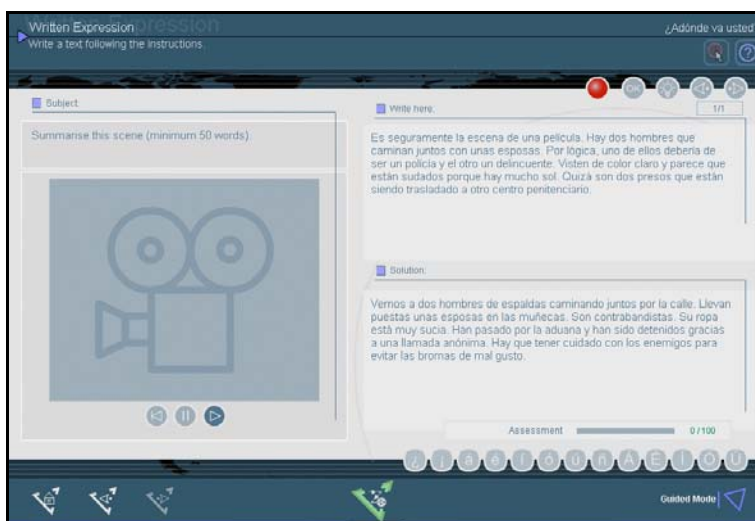 Written Expression
Write a text following the instructions.
¿Adónde va usted
Subject:
Summarise this scene (minimum 50 words).
OK
Write here:
1/1
Es seguramente la escena de una película. Hay dos hombres que
caminan juntos con unas esposas. Por lógica, uno de ellos debería de
ser un policía y el otro un delincuente. Visten de color claro y parece que
están sudados porque hay mucho sol. Quizá son dos presos que están
siendo trasladado a otro centro penitenciario.
Solution:
Vemos a dos hombres de espaldas caminando juntos por la calle. Llevan
puestas unas esposas en las muñecas. Son contrabandistas. Su ropa
está muy sucia. Han pasado por la aduana y han sido detenidos gracias
a una llamada anónima. Hay que tener cuidado con los enemigos para
evitar las bromas de mal gusto.
Assessment 0/100
¿ ¡ á é í ó ú ñ Á É Í Ó Ú
Guided Mode